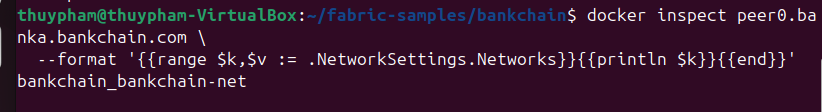 thuypham@thuypham-VirtualBox:~/fabric-samples/bankchain$ docker inspect peer0.ba
nka.bankchain.com \
  --format '{{range $k,$v := .NetworkSettings.Networks}}{{println $k}}{{end}}'
bankchain_bankchain-net